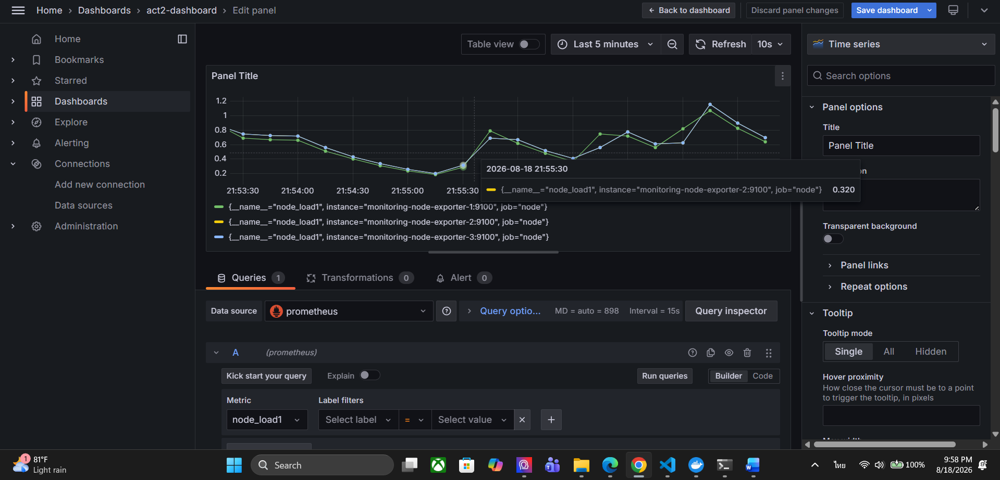 Home › Dashboards › act2-dashboard › Edit panel
← Back to dashboard
Discard panel changes
Save dashboard
Home
Bookmarks
Starred
Dashboards
Explore
Alerting
Connections
Add new connection
Data sources
Administration
Table view
Last 5 minutes
Refresh
10s
Panel Title
1.2
1
0.8
0.6
0.4
0.2
21:53:30
21:54:00
21:54:30
21:55:00
21:55:30
2026-08-18 21:55:30
{__name__="node_load1", instance="monitoring-node-exporter-2:9100", job="node"} 0.320
{__name__="node_load1", instance="monitoring-node-exporter-1:9100", job="node"}
{__name__="node_load1", instance="monitoring-node-exporter-2:9100", job="node"}
{__name__="node_load1", instance="monitoring-node-exporter-3:9100", job="node"}
Queries 1
Transformations 0
Alert 0
Data source
prometheus
Query optio...
MD = auto = 898
Interval = 15s
Query inspector
A (prometheus)
Kick start your query
Explain
Run queries
Builder
Code
Metric
Label filters
node_load1
Select label
=
Select value
Time series
Search options
Panel options
Title
Panel Title
Transparent background
Panel links
Repeat options
Tooltip
Tooltip mode
Single
All
Hidden
Hover proximity
How close the cursor must be to a point
to trigger the tooltip, in pixels
1
81°F
Light rain
Search
ไทย
100%
9:58 PM
8/18/2026